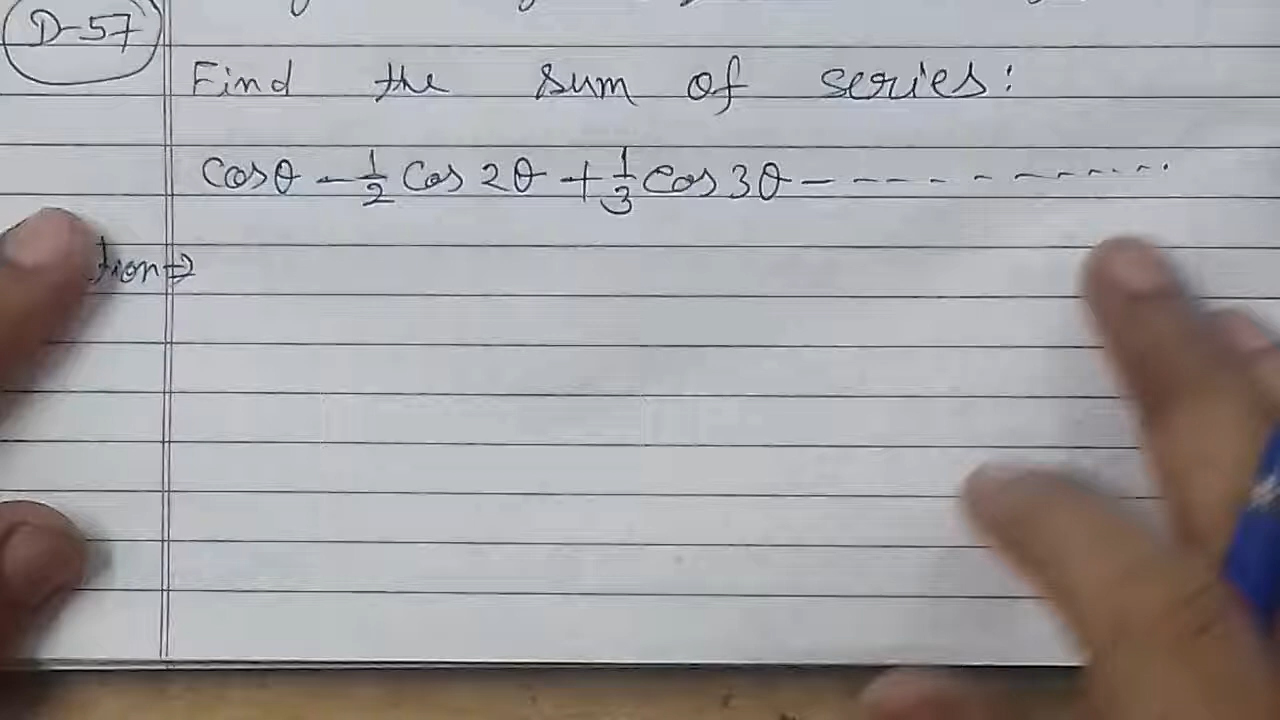 D-57
Find the sum of series:
Cosθ - 1/2 Cos 2θ + 1/3 Cos 3θ - - - - - - - - - - - - -
tion ⇒